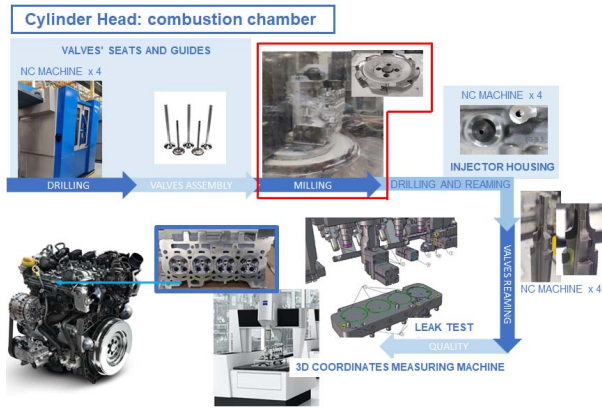 Cylinder Head: combustion chamber
VALVES' SEATS AND GUIDES
NC MACHINE x 4
DRILLING
VALVES ASSEMBLY
MILLING
NC MACHINE x 4
INJECTOR HOUSING
DRILLING AND REAMING
VALVES REAMING
NC MACHINE x 4
LEAK TEST
QUALITY
3D COORDINATES MEASURING MACHINE